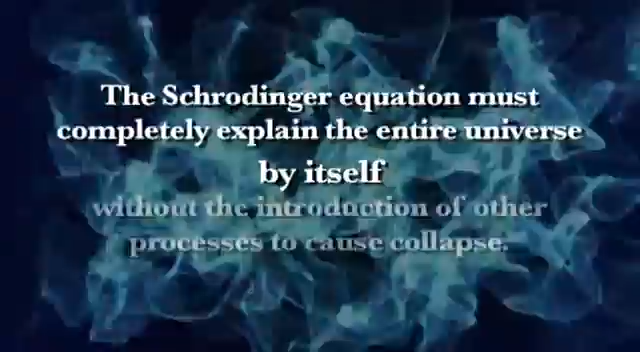 The Schrodinger equation must
completely explain the entire universe
by itself
without the introduction of other
processes to cause collapse.